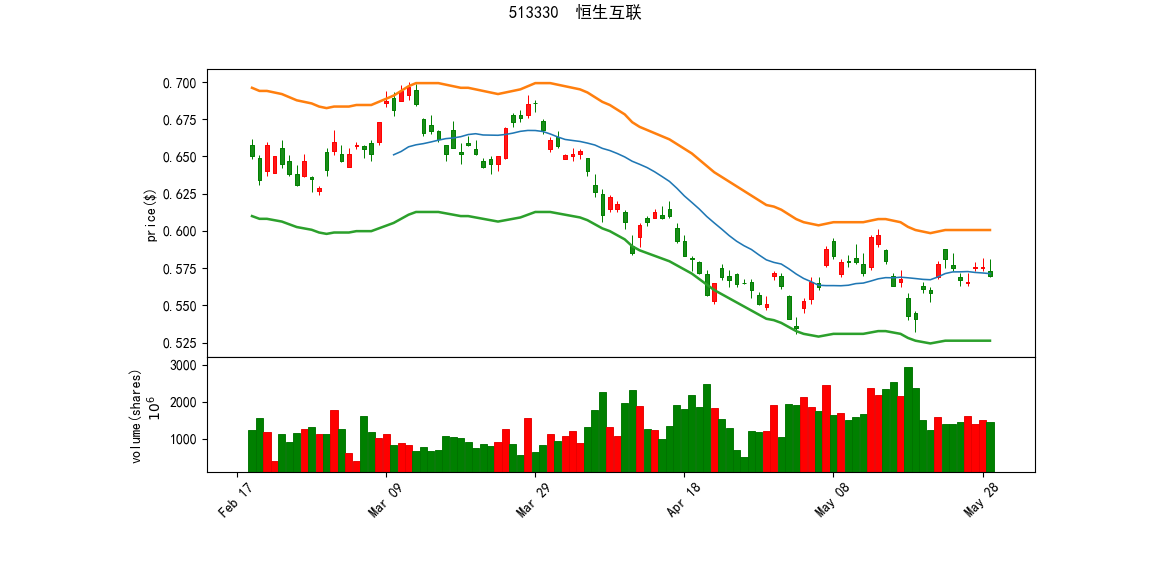 513330 恒生互联
0.700
0.675
0.650
0.625
0.600
0.575
0.550
0.525
price($)
3000
2000
1000
volume(shares)
10^6
Feb 17
Mar 09
Mar 29
Apr 18
May 08
May 28